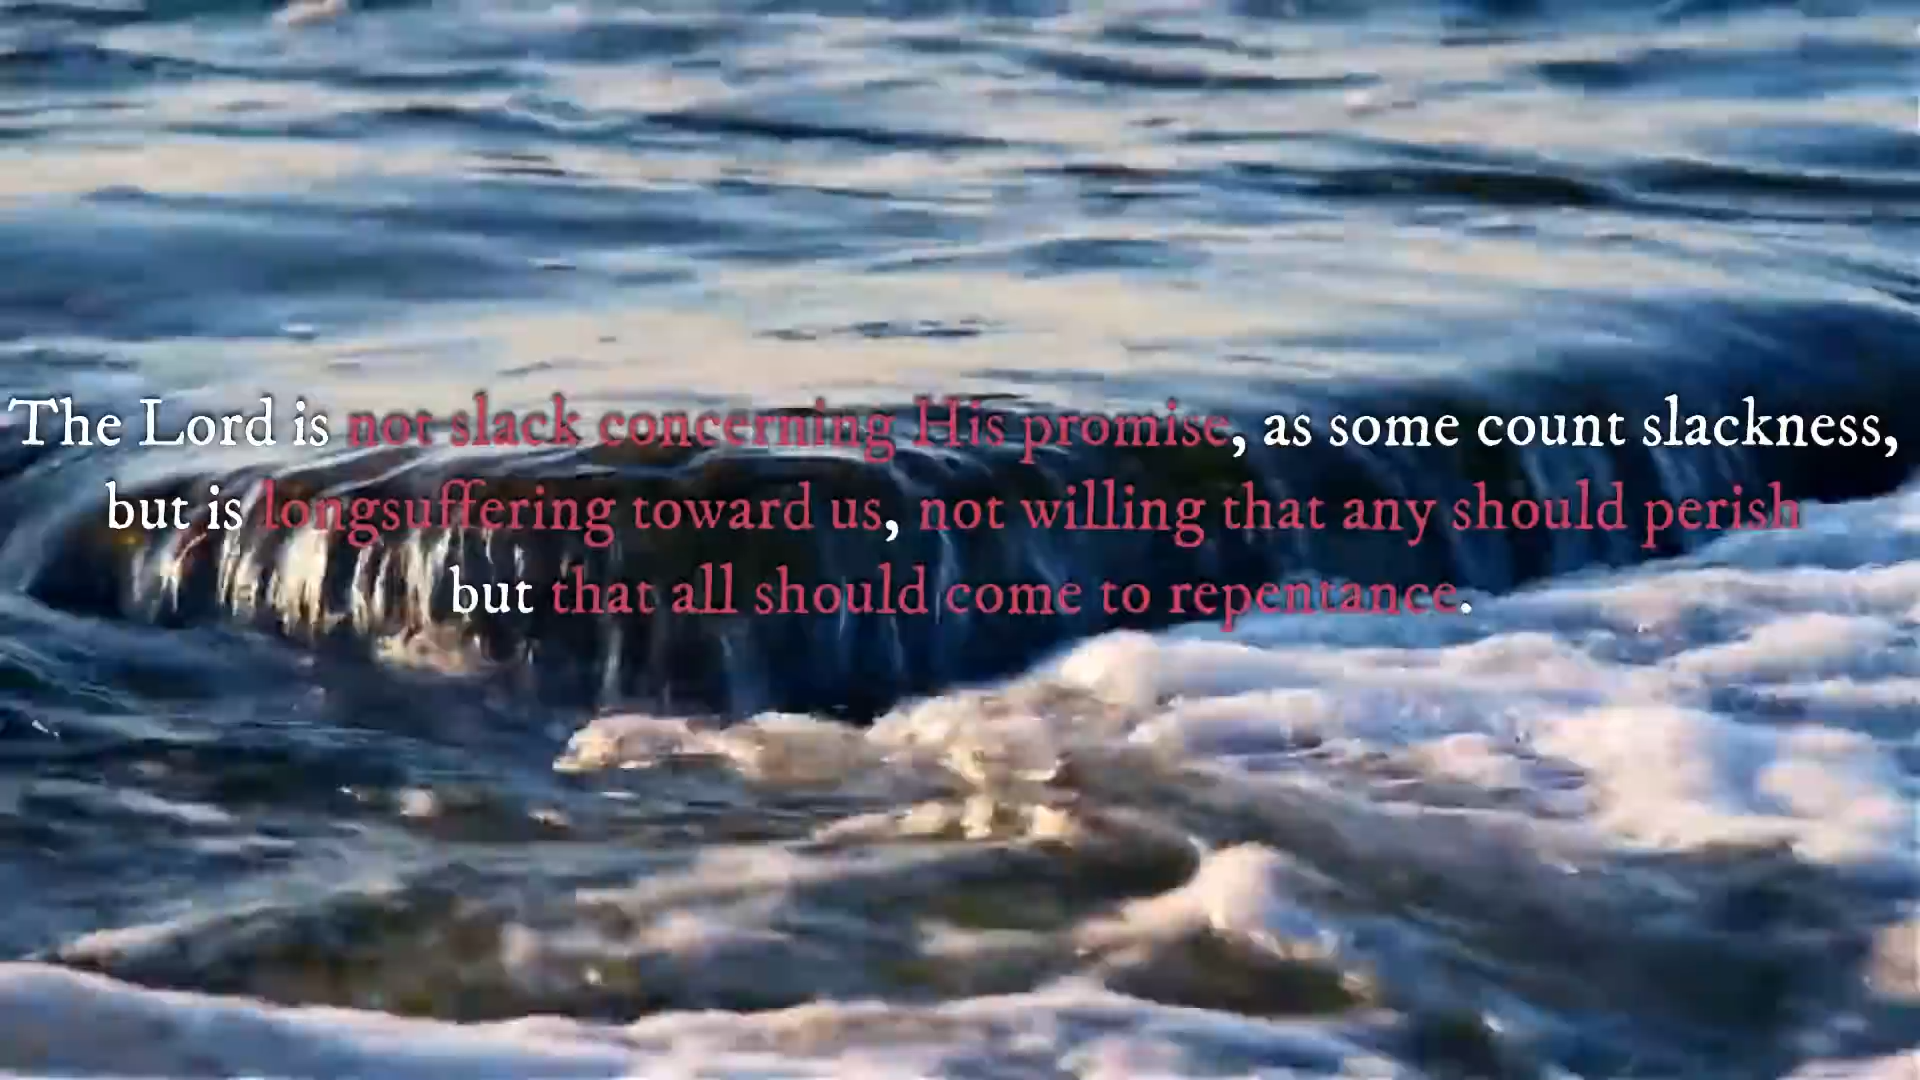 The Lord is not slack concerning His promise, as some count slackness,
but is longsuffering toward us, not willing that any should perish
but that all should come to repentance.